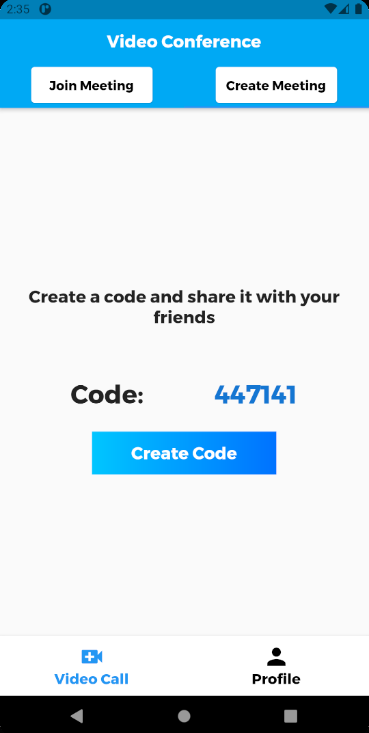 2:35
Video Conference
Join Meeting Create Meeting
Create a code and share it with your
friends
Code: 447141
Create Code
Video Call Profile